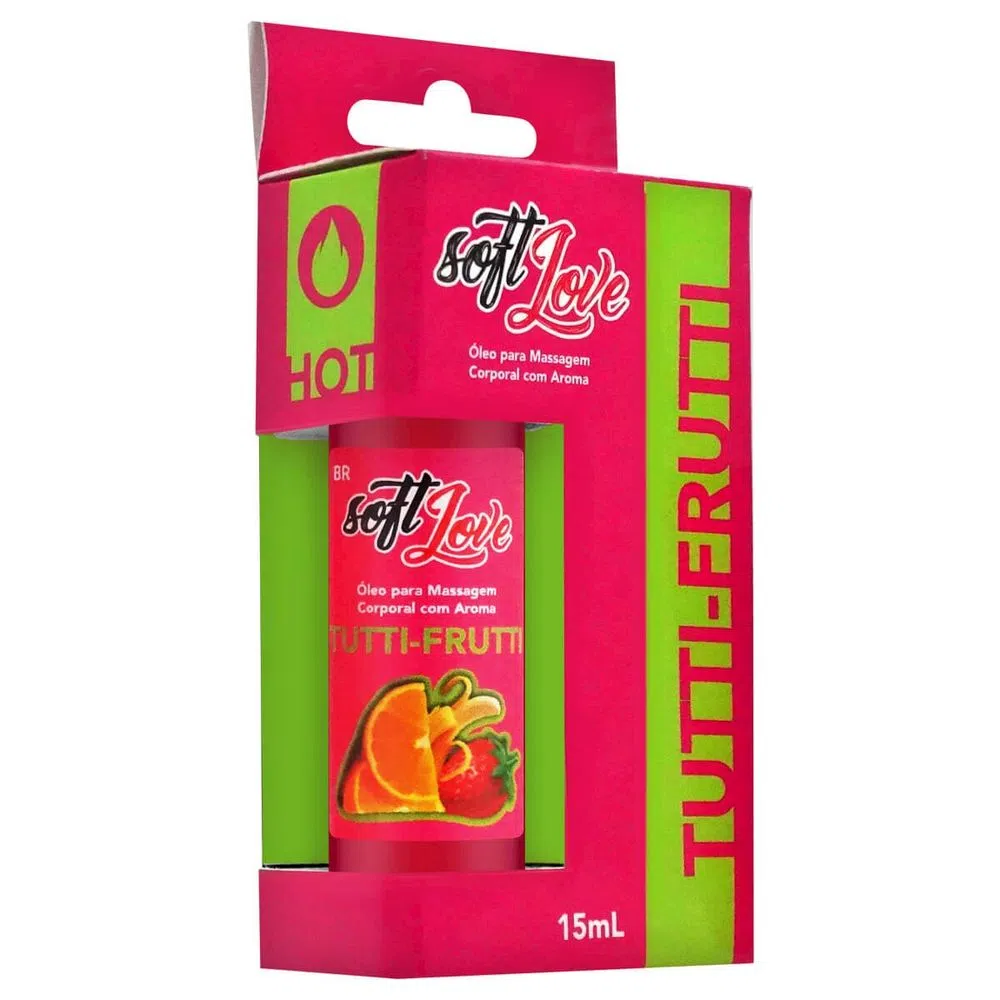 HOT
soft Love
Óleo para Massagem
Corporal com Aroma
TUTTI-FRUTTI
BR
soft Love
Óleo para Massagem
Corporal com Aroma
TUTTI-FRUTTI
15mL